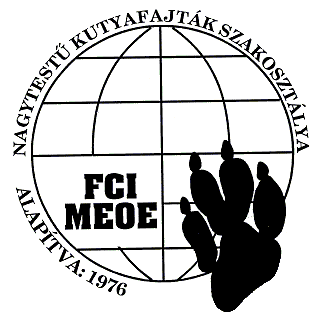 NAGYTESTŰ KUTYAFAJTÁK SZAKOSZTÁLYA
FCI
MEOE
ALAPÍTVA: 1976